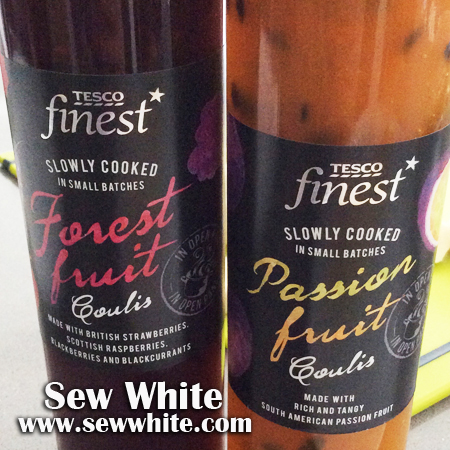 TESCO
finest
SLOWLY COOKED
IN SMALL BATCHES
Forest
fruit
Coulis
MADE WITH BRITISH STRAWBERRIES,
SCOTTISH RASPBERRIES,
BLACKBERRIES AND BLACKCURRANTS
TESCO
finest
SLOWLY COOKED
IN SMALL BATCHES
Passion
fruit
Coulis
MADE WITH
RICH AND TANGY
SOUTH AMERICAN PASSION FRUIT
Sew White
www.sewwhite.com